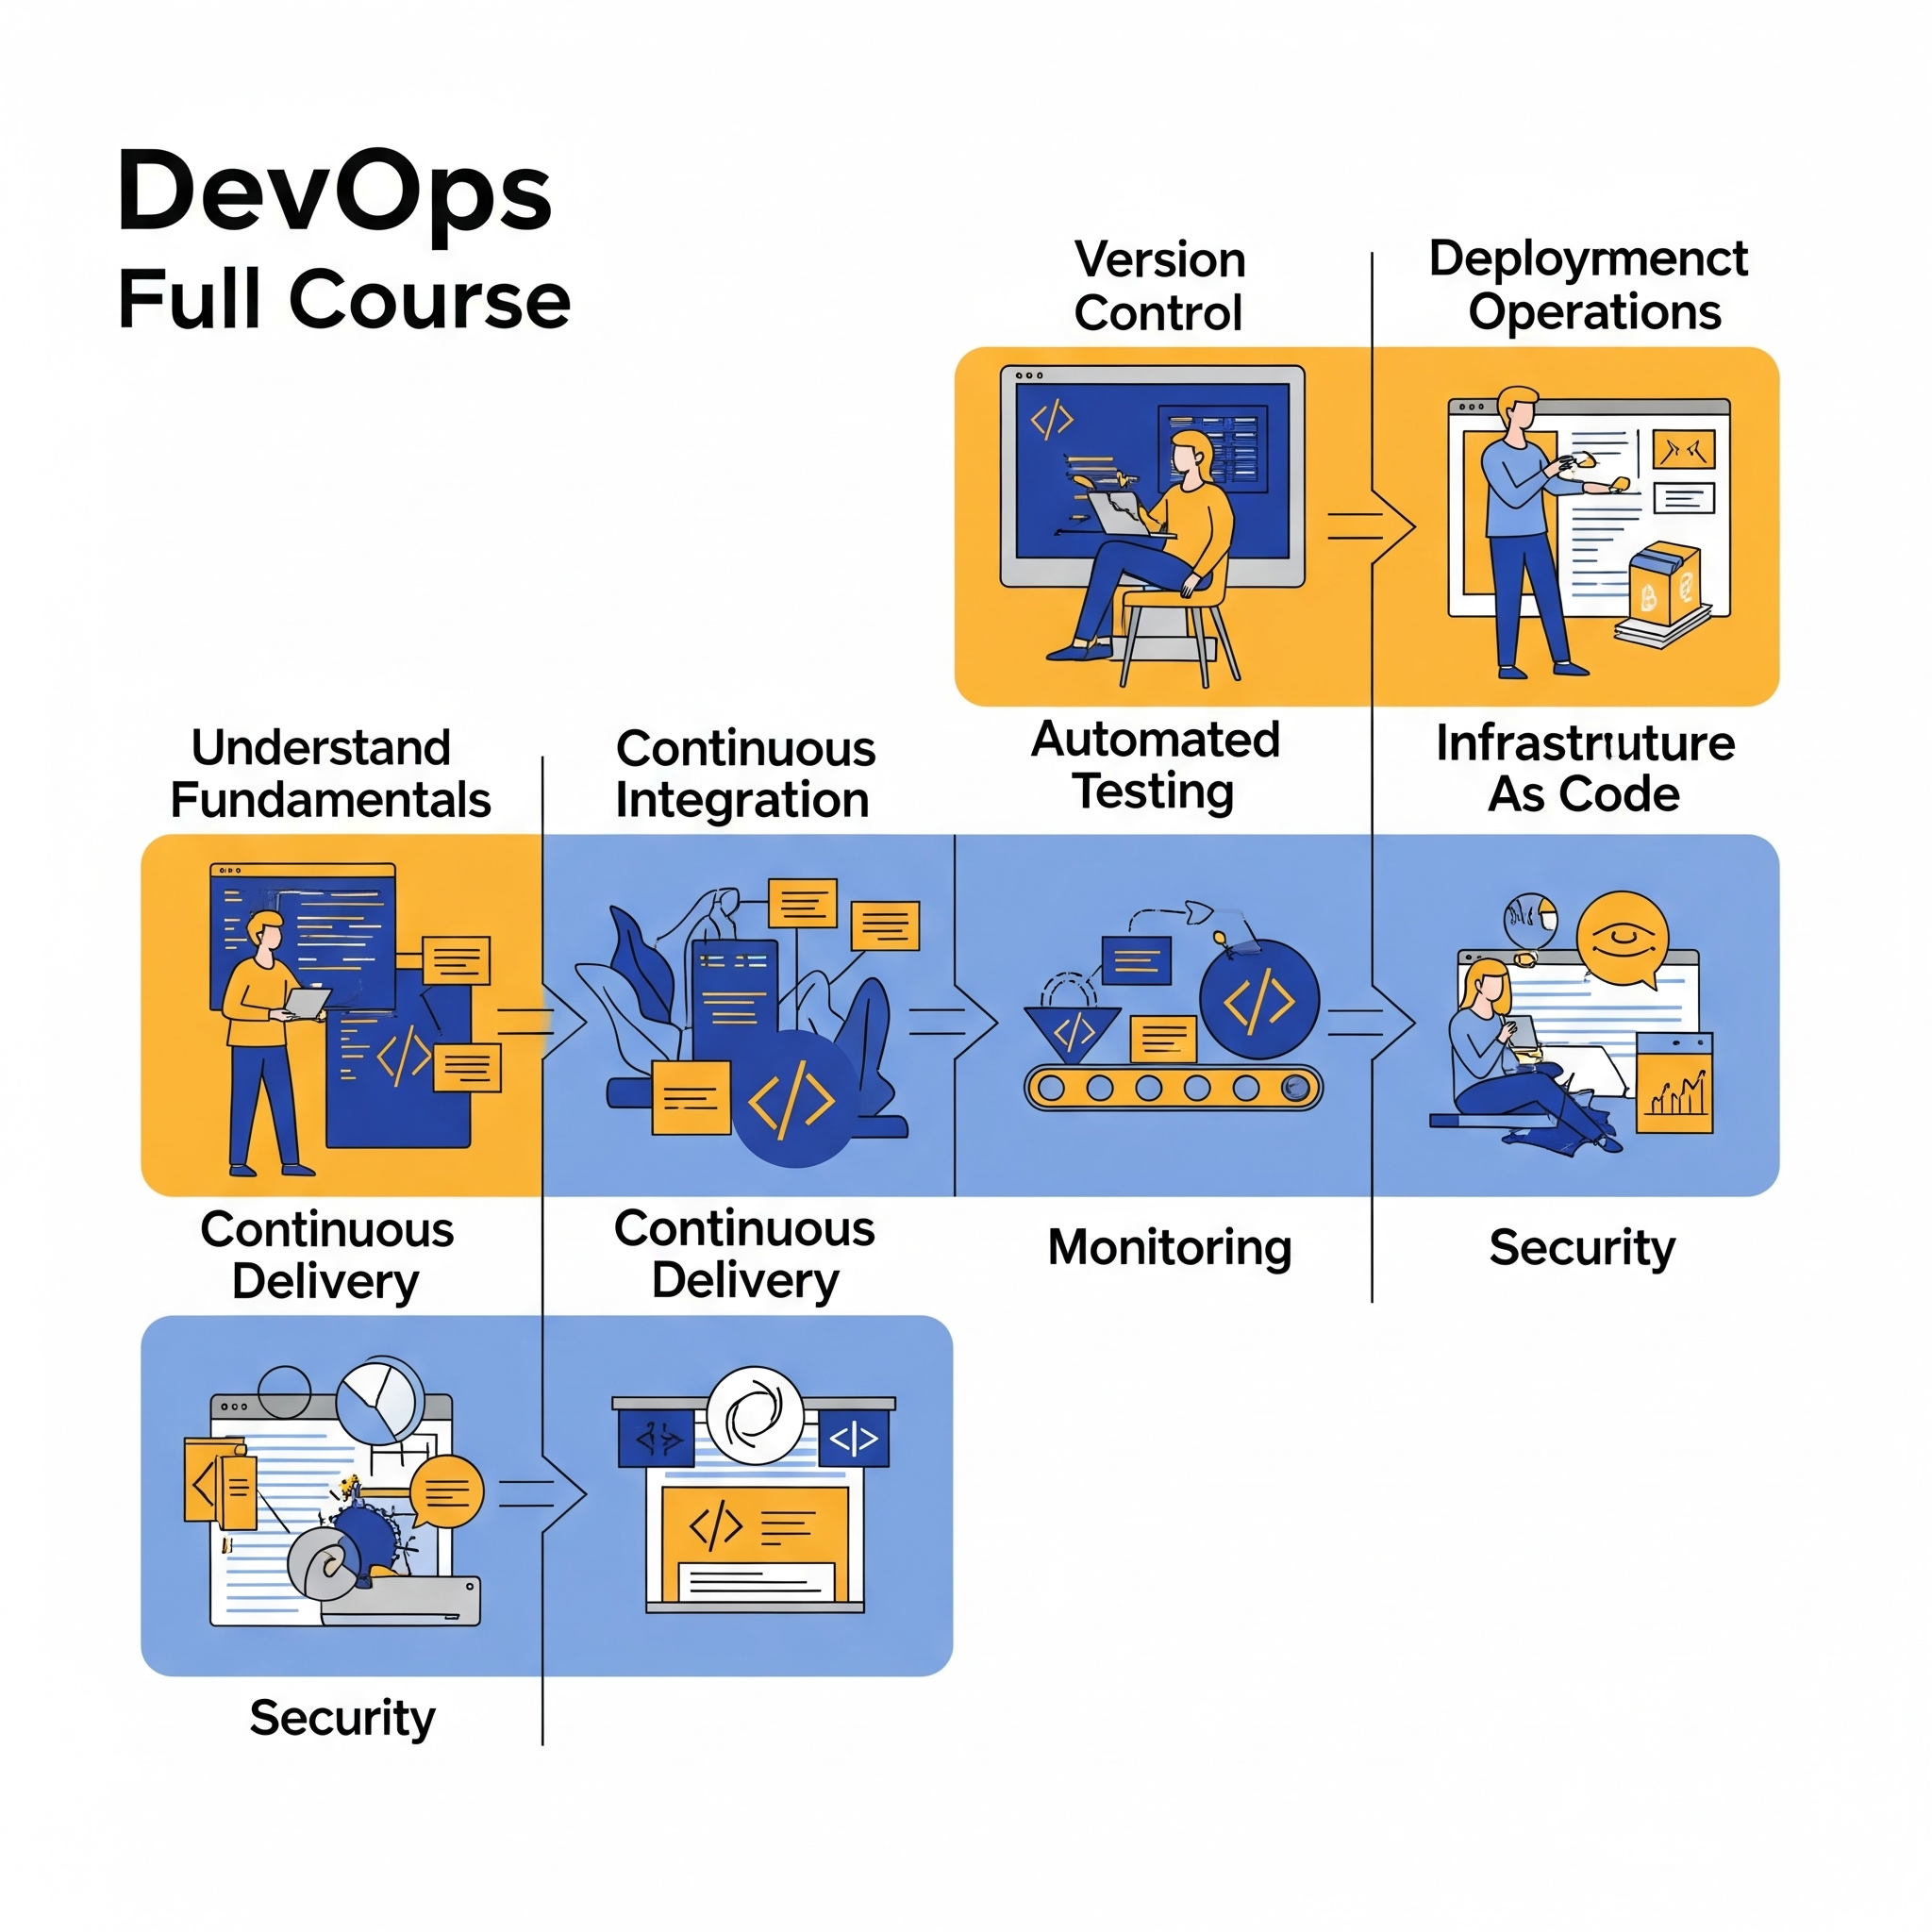 DevOps
Full Course
Version
Control
Deploymenct
Operations
Understand
Fundamentals
Continuous
Integration
Automated
Testing
Infrastruture
As Code
Continuous
Delivery
Continuous
Delivery
Monitoring
Security
Security